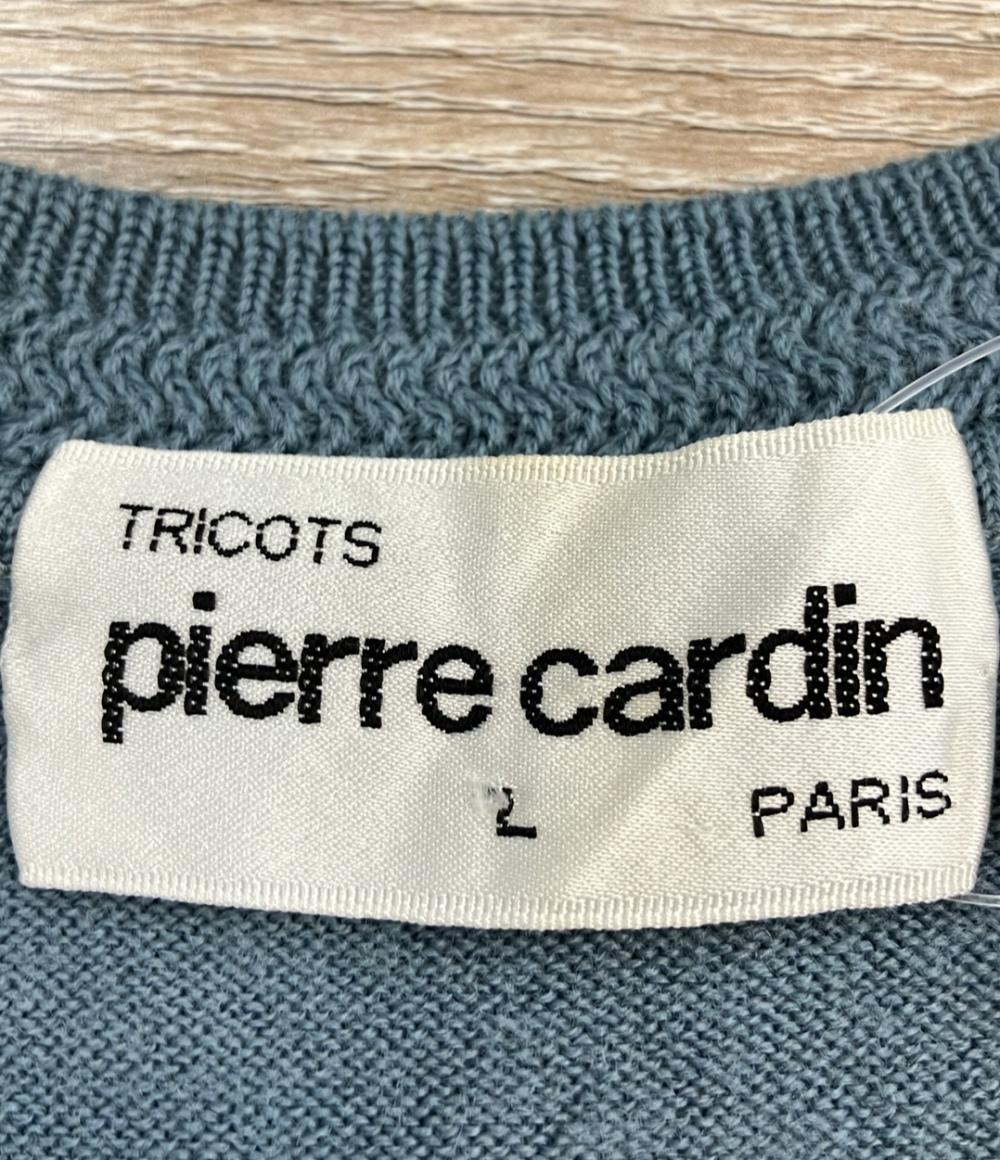 TRICOTS
pierre cardin
L
PARIS